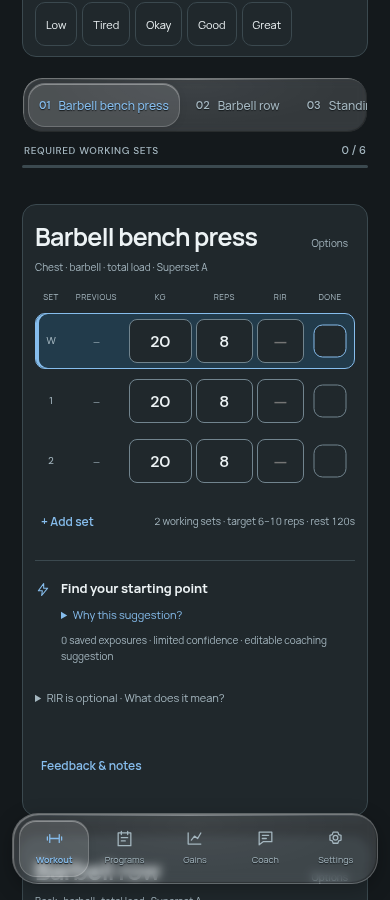 Low Tired Okay Good Great
01 Barbell bench press 02 Barbell row 03
REQUIRED WORKING SETS 0 / 6
Barbell bench press Options
Chest · barbell · total load · Superset A
SET PREVIOUS KG REPS RIR DONE
W – 20 8 —
1 – 20 8 —
2 – 20 8 —
+ Add set 2 working sets · target 6–10 reps · rest 120s
Find your starting point
▶ Why this suggestion?
0 saved exposures · limited confidence · editable coaching
suggestion
▶ RIR is optional · What does it mean?
Feedback & notes
Workout Programs Gains Coach Settings
Barbell row Options